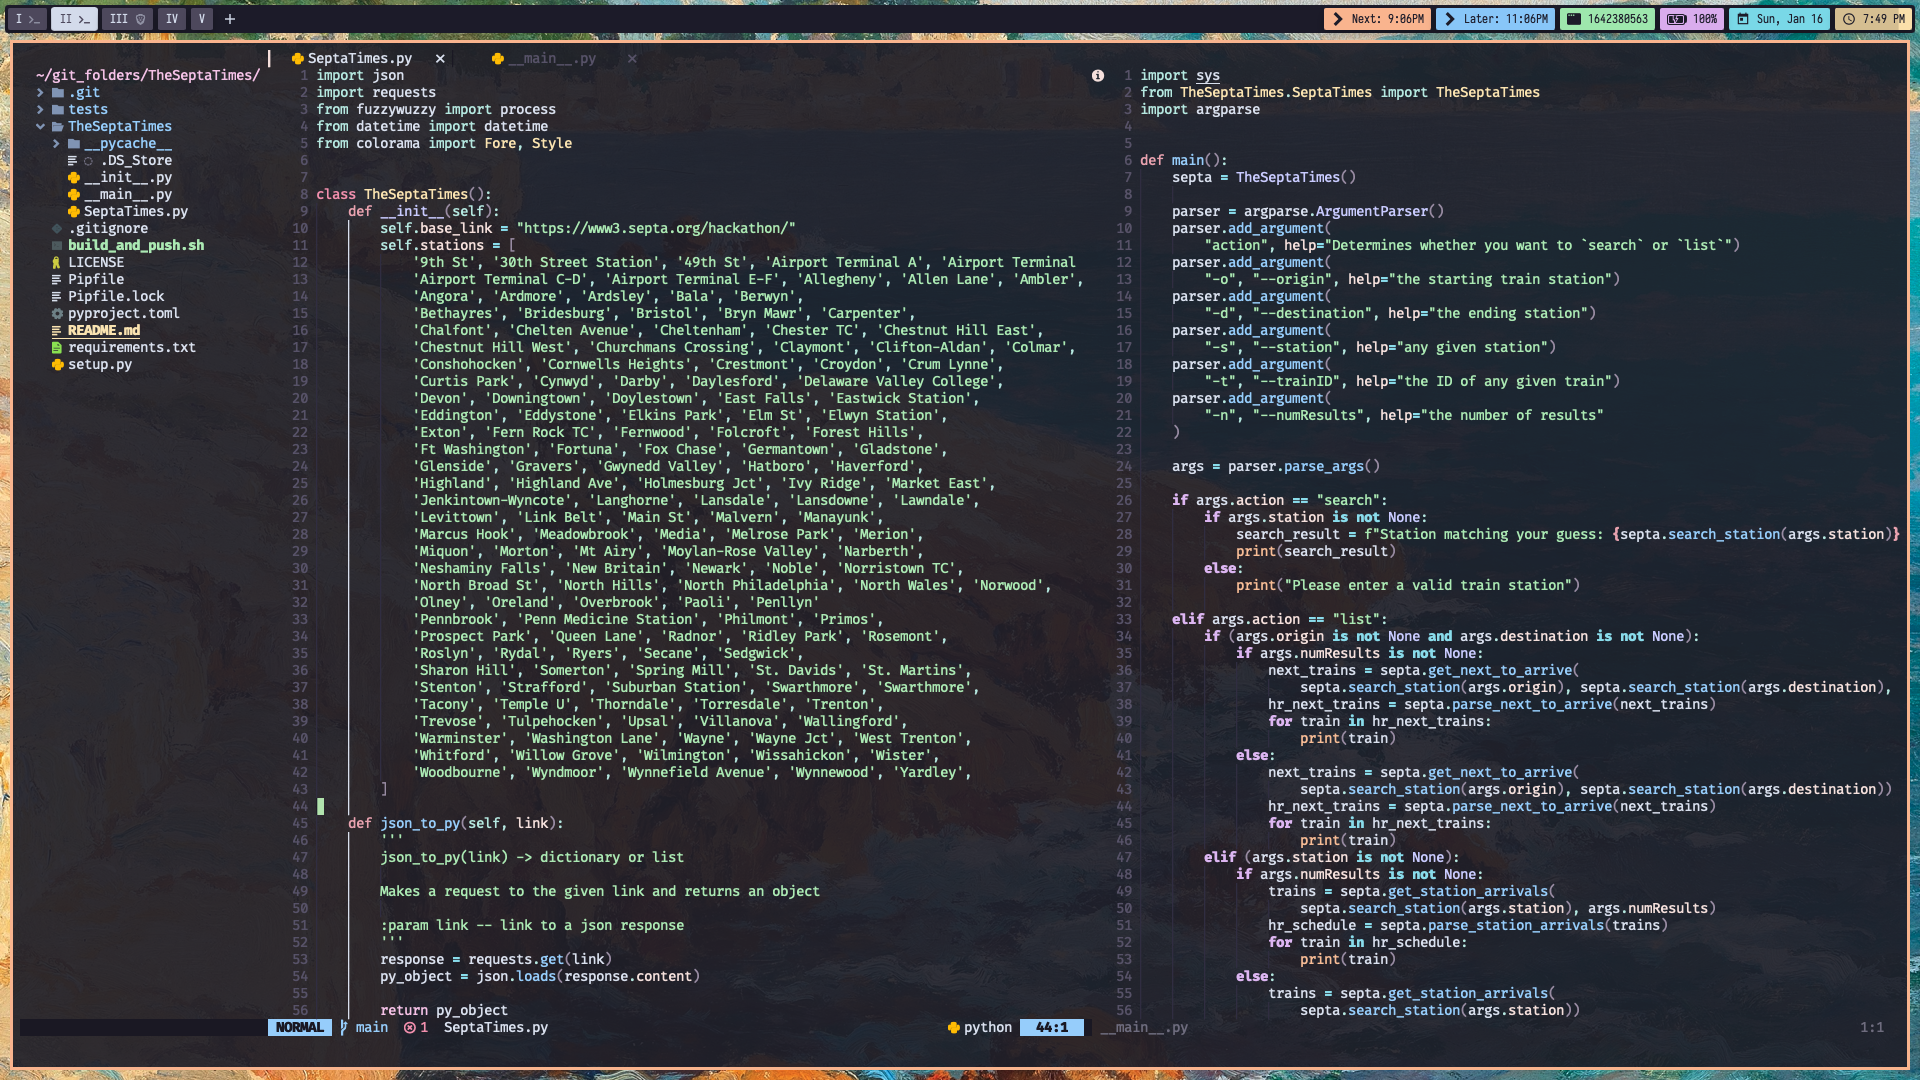 I >_ II >_ III IV V + Next: 9:06PM Later: 11:06PM 1642380563 100% Sun, Jan 16 7:49 PM
SeptaTimes.py × __main__.py ×
~/git_folders/TheSeptaTimes/
.git
tests
TheSeptaTimes
__pycache__
.DS_Store
__init__.py
__main__.py
SeptaTimes.py
.gitignore
build_and_push.sh
LICENSE
Pipfile
Pipfile.lock
pyproject.toml
README.md
requirements.txt
setup.py
1 import json
2 import requests
3 from fuzzywuzzy import process
4 from datetime import datetime
5 from colorama import Fore, Style
6
7
8 class TheSeptaTimes():
9     def __init__(self):
10         self.base_link = "https://www3.septa.org/hackathon/"
11         self.stations = [
12             '9th St', '30th Street Station', '49th St', 'Airport Terminal A', 'Airport Terminal
13             'Airport Terminal C-D', 'Airport Terminal E-F', 'Allegheny', 'Allen Lane', 'Ambler',
14             'Angora', 'Ardmore', 'Ardsley', 'Bala', 'Berwyn',
15             'Bethayres', 'Bridesburg', 'Bristol', 'Bryn Mawr', 'Carpenter',
16             'Chalfont', 'Chelten Avenue', 'Cheltenham', 'Chester TC', 'Chestnut Hill East',
17             'Chestnut Hill West', 'Churchmans Crossing', 'Claymont', 'Clifton-Aldan', 'Colmar',
18             'Conshohocken', 'Cornwells Heights', 'Crestmont', 'Croydon', 'Crum Lynne',
19             'Curtis Park', 'Cynwyd', 'Darby', 'Daylesford', 'Delaware Valley College',
20             'Devon', 'Downingtown', 'Doylestown', 'East Falls', 'Eastwick Station',
21             'Eddington', 'Eddystone', 'Elkins Park', 'Elm St', 'Elwyn Station',
22             'Exton', 'Fern Rock TC', 'Fernwood', 'Folcroft', 'Forest Hills',
23             'Ft Washington', 'Fortuna', 'Fox Chase', 'Germantown', 'Gladstone',
24             'Glenside', 'Gravers', 'Gwynedd Valley', 'Hatboro', 'Haverford',
25             'Highland', 'Highland Ave', 'Holmesburg Jct', 'Ivy Ridge', 'Market East',
26             'Jenkintown-Wyncote', 'Langhorne', 'Lansdale', 'Lansdowne', 'Lawndale',
27             'Levittown', 'Link Belt', 'Main St', 'Malvern', 'Manayunk',
28             'Marcus Hook', 'Meadowbrook', 'Media', 'Melrose Park', 'Merion',
29             'Miquon', 'Morton', 'Mt Airy', 'Moylan-Rose Valley', 'Narberth',
30             'Neshaminy Falls', 'New Britain', 'Newark', 'Noble', 'Norristown TC',
31             'North Broad St', 'North Hills', 'North Philadelphia', 'North Wales', 'Norwood',
32             'Olney', 'Oreland', 'Overbrook', 'Paoli', 'Penllyn'
33             'Pennbrook', 'Penn Medicine Station', 'Philmont', 'Primos',
34             'Prospect Park', 'Queen Lane', 'Radnor', 'Ridley Park', 'Rosemont',
35             'Roslyn', 'Rydal', 'Ryers', 'Secane', 'Sedgwick',
36             'Sharon Hill', 'Somerton', 'Spring Mill', 'St. Davids', 'St. Martins',
37             'Stenton', 'Strafford', 'Suburban Station', 'Swarthmore', 'Swarthmore',
38             'Tacony', 'Temple U', 'Thorndale', 'Torresdale', 'Trenton',
39             'Trevose', 'Tulpehocken', 'Upsal', 'Villanova', 'Wallingford',
40             'Warminster', 'Washington Lane', 'Wayne', 'Wayne Jct', 'West Trenton',
41             'Whitford', 'Willow Grove', 'Wilmington', 'Wissahickon', 'Wister',
42             'Woodbourne', 'Wyndmoor', 'Wynnefield Avenue', 'Wynnewood', 'Yardley',
43         ]
44
45     def json_to_py(self, link):
46         '''
47         json_to_py(link) -> dictionary or list
48
49         Makes a request to the given link and returns an object
50
51         :param link -- link to a json response
52         '''
53         response = requests.get(link)
54         py_object = json.loads(response.content)
55
56         return py_object
1 import sys
2 from TheSeptaTimes.SeptaTimes import TheSeptaTimes
3 import argparse
4
5
6 def main():
7     septa = TheSeptaTimes()
8
9     parser = argparse.ArgumentParser()
10     parser.add_argument(
11         "action", help="Determines whether you want to `search` or `list`")
12     parser.add_argument(
13         "-o", "--origin", help="the starting train station")
14     parser.add_argument(
15         "-d", "--destination", help="the ending station")
16     parser.add_argument(
17         "-s", "--station", help="any given station")
18     parser.add_argument(
19         "-t", "--trainID", help="the ID of any given train")
20     parser.add_argument(
21         "-n", "--numResults", help="the number of results"
22     )
23
24     args = parser.parse_args()
25
26     if args.action == "search":
27         if args.station is not None:
28             search_result = f"Station matching your guess: {septa.search_station(args.station)}
29             print(search_result)
30         else:
31             print("Please enter a valid train station")
32
33     elif args.action == "list":
34         if (args.origin is not None and args.destination is not None):
35             if args.numResults is not None:
36                 next_trains = septa.get_next_to_arrive(
37                     septa.search_station(args.origin), septa.search_station(args.destination),
38                 hr_next_trains = septa.parse_next_to_arrive(next_trains)
39                 for train in hr_next_trains:
40                     print(train)
41             else:
42                 next_trains = septa.get_next_to_arrive(
43                     septa.search_station(args.origin), septa.search_station(args.destination))
44                 hr_next_trains = septa.parse_next_to_arrive(next_trains)
45                 for train in hr_next_trains:
46                     print(train)
47         elif (args.station is not None):
48             if args.numResults is not None:
49                 trains = septa.get_station_arrivals(
50                     septa.search_station(args.station), args.numResults)
51                 hr_schedule = septa.parse_station_arrivals(trains)
52                 for train in hr_schedule:
53                     print(train)
54             else:
55                 trains = septa.get_station_arrivals(
56                     septa.search_station(args.station))
NORMAL main 1 SeptaTimes.py python 44:1 __main__.py 1:1